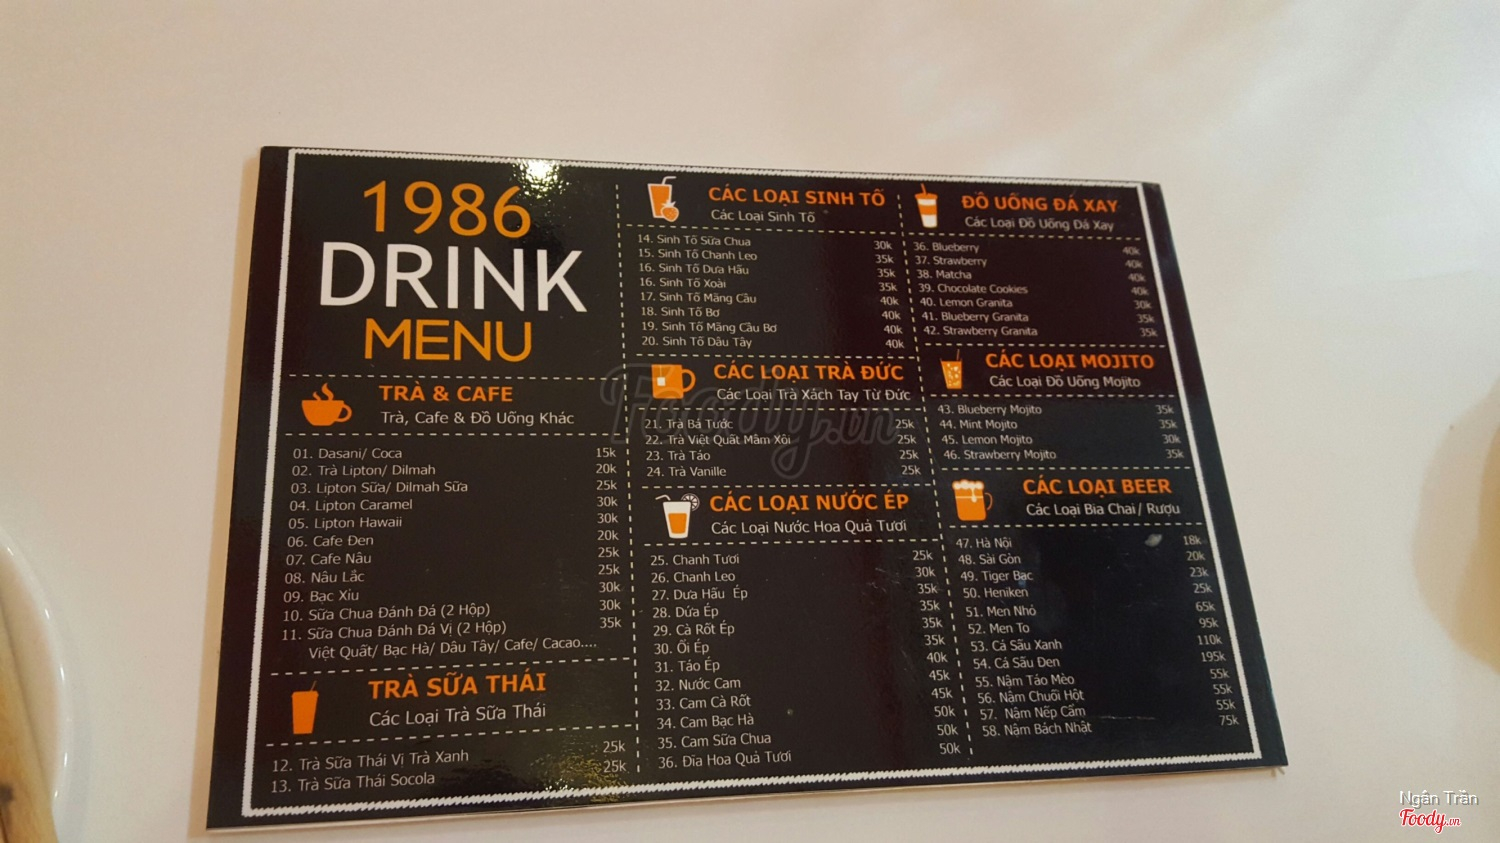 1986
DRINK
MENU
TRÀ & CAFE
Trà, Cafe & Đồ Uống Khác
01. Dasani/ Coca 15k
02. Trà Lipton/ Dilmah 20k
03. Lipton Sữa/ Dilmah Sữa 25k
04. Lipton Caramel 30k
05. Lipton Hawaii 30k
06. Cafe Đen 20k
07. Cafe Nâu 25k
08. Nâu Lắc 25k
09. Bạc Xỉu 30k
10. Sữa Chua Đánh Đá (2 Hộp) 30k
11. Sữa Chua Đánh Đá Vị (2 Hộp) 35k
Việt Quất/ Bạc Hà/ Dâu Tây/ Cafe/ Cacao....
TRÀ SỮA THÁI
Các Loại Trà Sữa Thái
12. Trà Sữa Thái Vị Trà Xanh 25k
13. Trà Sữa Thái Socola 25k
CÁC LOẠI SINH TỐ
Các Loại Sinh Tố
14. Sinh Tố Sữa Chua 30k
15. Sinh Tố Chanh Leo 35k
16. Sinh Tố Dưa Hấu 35k
16. Sinh Tố Xoài 35k
17. Sinh Tố Mãng Cầu 40k
18. Sinh Tố Bơ 40k
19. Sinh Tố Mãng Cầu Bơ 40k
20. Sinh Tố Dâu Tây 40k
CÁC LOẠI TRÀ ĐỨC
Các Loại Trà Xách Tay Từ Đức
21. Trà Bá Tước 25k
22. Trà Việt Quất Mâm Xôi 25k
23. Trà Táo 25k
24. Trà Vanille 25k
CÁC LOẠI NƯỚC ÉP
Các Loại Nước Hoa Quả Tươi
25. Chanh Tươi 25k
26. Chanh Leo 30k
27. Dưa Hấu Ép 35k
28. Dứa Ép 35k
29. Cà Rốt Ép 35k
30. Ổi Ép 35k
31. Táo Ép 40k
32. Nước Cam 45k
33. Cam Cà Rốt 45k
34. Cam Bạc Hà 50k
35. Cam Sữa Chua 50k
36. Đĩa Hoa Quả Tươi 50k
ĐỒ UỐNG ĐÁ XAY
Các Loại Đồ Uống Đá Xay
36. Blueberry 40k
37. Strawberry 40k
38. Matcha 40k
39. Chocolate Cookies 40k
40. Lemon Granita 30k
41. Blueberry Granita 35k
42. Strawberry Granita 35k
CÁC LOẠI MOJITO
Các Loại Đồ Uống Mojito
43. Blueberry Mojito 35k
44. Mint Mojito 35k
45. Lemon Mojito 30k
46. Strawberry Mojito 35k
CÁC LOẠI BEER
Các Loại Bia Chai/ Rượu
47. Hà Nội 18k
48. Sài Gòn 20k
49. Tiger Bạc 23k
50. Heniken 25k
51. Men Nhỏ 65k
52. Men To 95k
53. Cá Sấu Xanh 110k
54. Cá Sấu Đen 195k
55. Nậm Táo Mèo 55k
56. Nậm Chuối Hột 55k
57. Nậm Nếp Cẩm 55k
58. Nậm Bách Nhật 75k
Foody.vn
Ngân Trần
Foody.vn